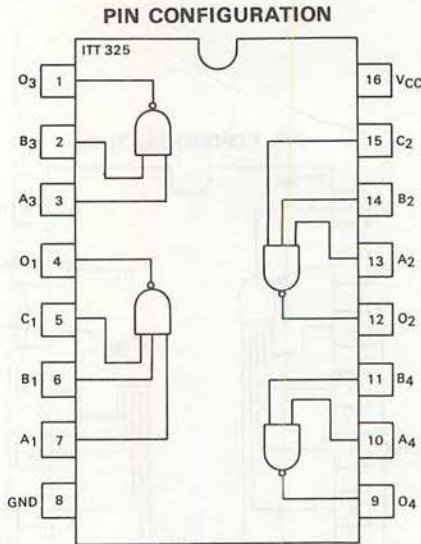 PIN CONFIGURATION
ITT 325
O3 1
B3 2
A3 3
O1 4
C1 5
B1 6
A1 7
GND 8
16 VCC
15 C2
14 B2
13 A2
12 O2
11 B4
10 A4
9 O4